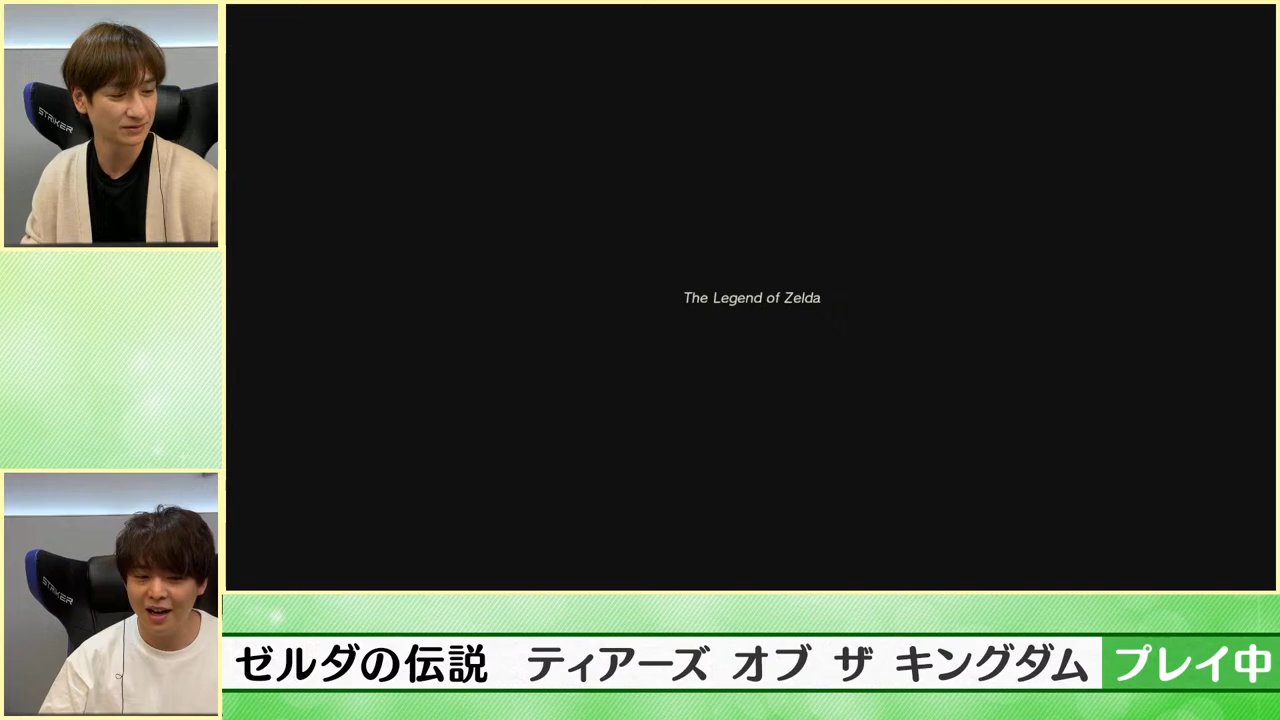 STRIKER
The Legend of Zelda
STRIKER
ゼルダの伝説 ティアーズ オブ ザ キングダム プレイ中